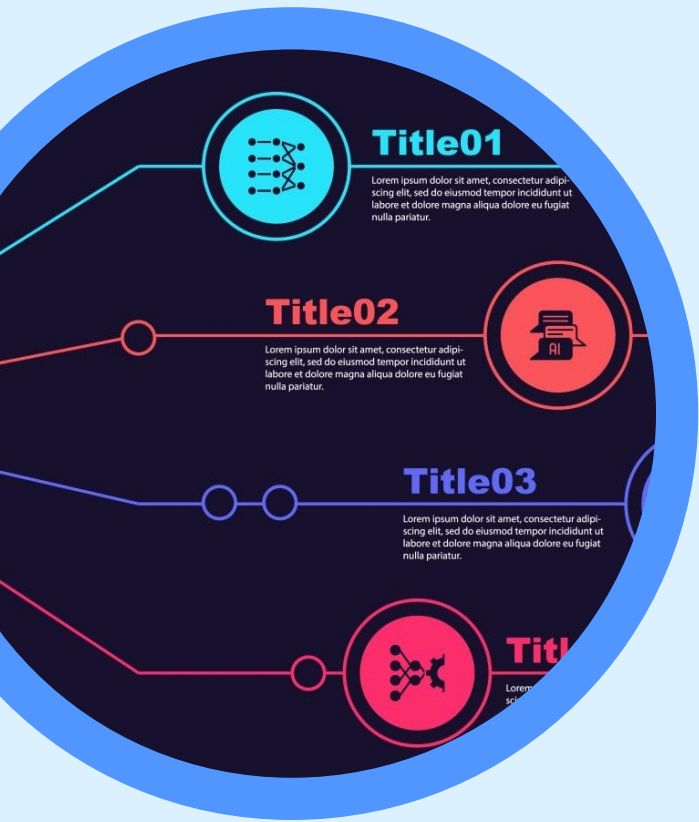 Title01
Lorem ipsum dolor sit amet, consectetur adipi-
scing elit, sed do eiusmod tempor incididunt ut
labore et dolore magna aliqua dolore eu fugiat
nulla pariatur.
Title02
Lorem ipsum dolor sit amet, consectetur adipi-
scing elit, sed do eiusmod tempor incididunt ut
labore et dolore magna aliqua dolore eu fugiat
nulla pariatur.
AI
Title03
Lorem ipsum dolor sit amet, consectetur adipi-
scing elit, sed do eiusmod tempor incididunt ut
labore et dolore magna aliqua dolore eu fugiat
nulla pariatur.
Titl
Lorem